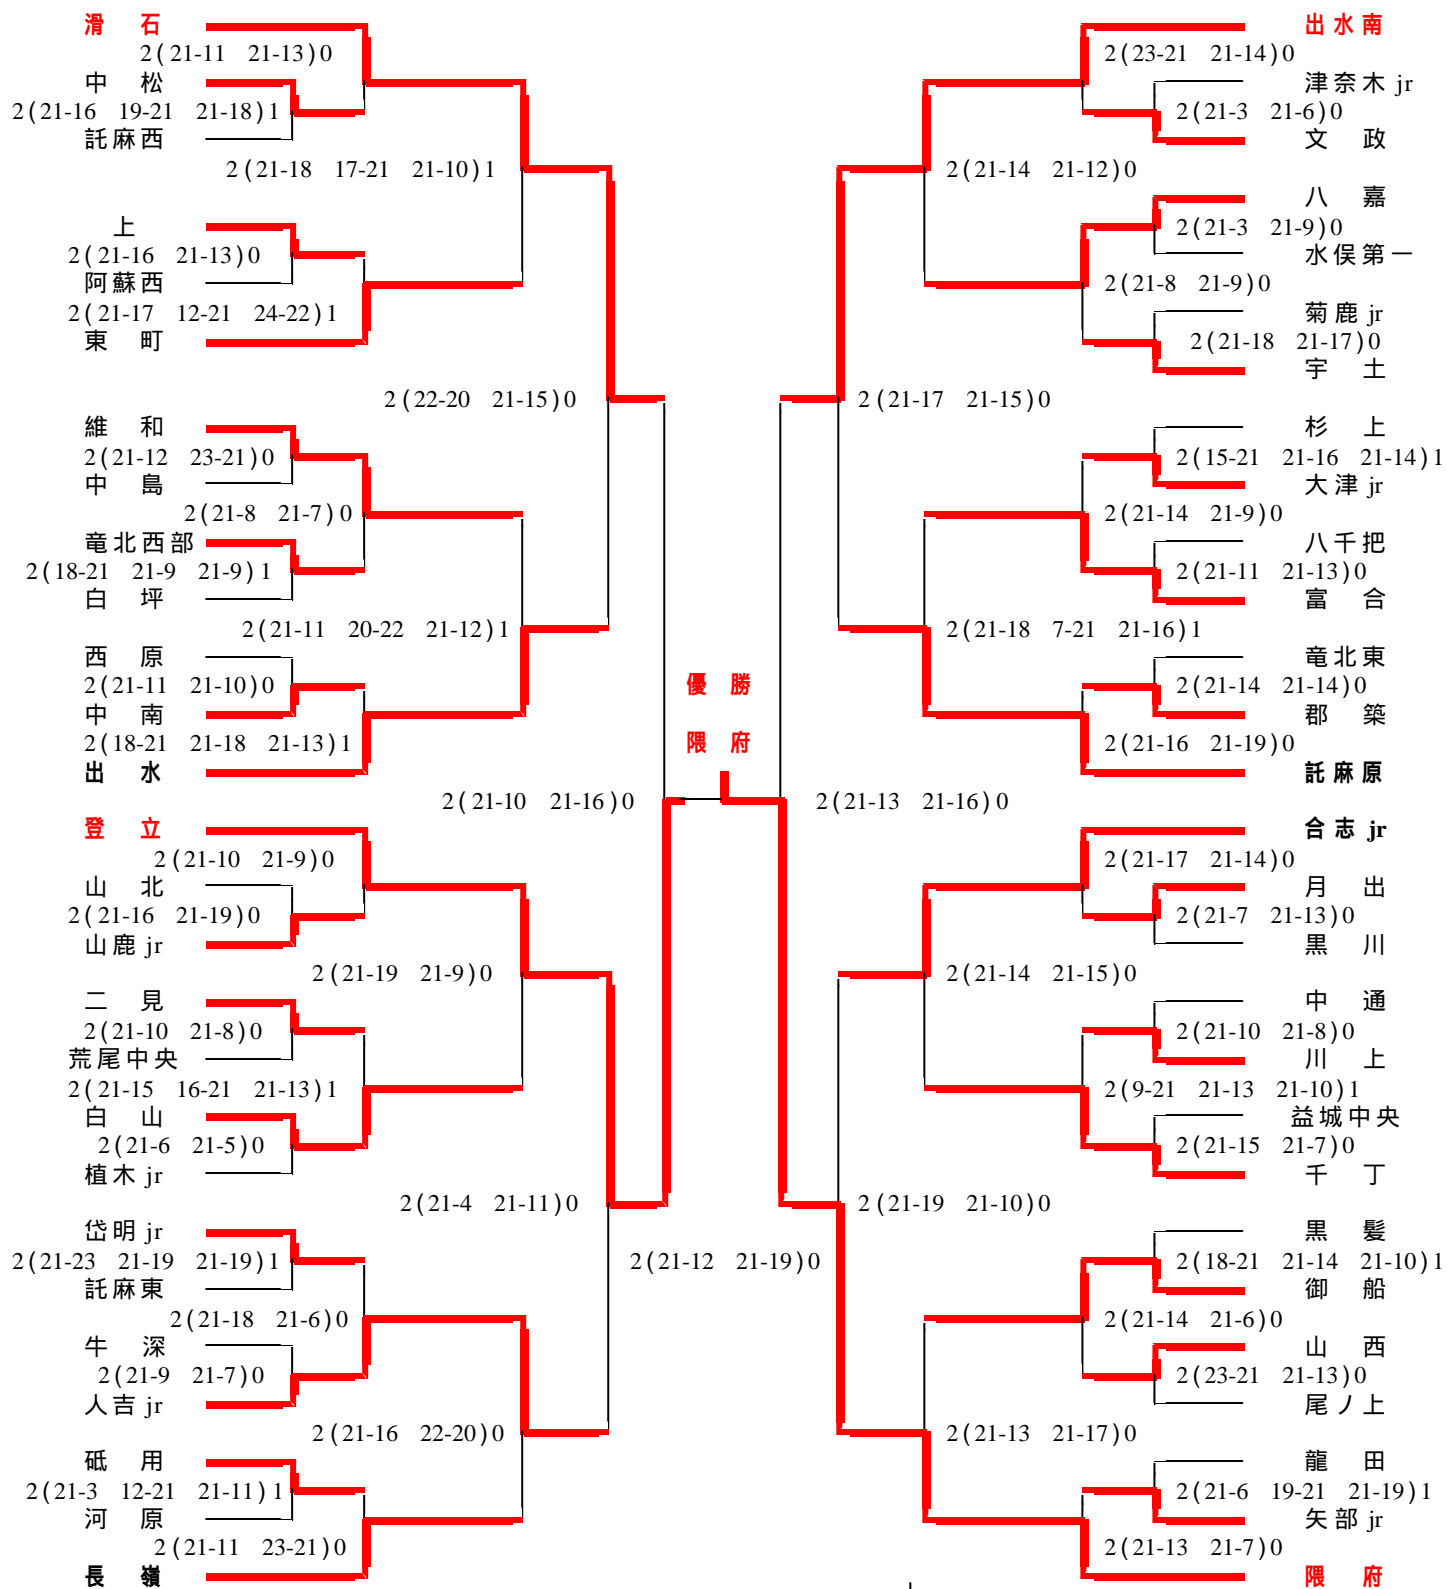 滑石
2(21-11 21-13)0
中松
2(21-16 19-21 21-18)1
託麻西
2(21-18 17-21 21-10)1
上
2(21-16 21-13)0
阿蘇西
2(21-17 12-21 24-22)1
東町
2(22-20 21-15)0
維和
2(21-12 23-21)0
中島
2(21-8 21-7)0
竜北西部
2(18-21 21-9 21-9)1
白坪
2(21-11 20-22 21-12)1
西原
2(21-11 21-10)0
中南
2(18-21 21-18 21-13)1
出水
2(21-10 21-16)0
登立
2(21-10 21-9)0
山北
2(21-16 21-19)0
山鹿jr
2(21-19 21-9)0
二見
2(21-10 21-8)0
荒尾中央
2(21-15 16-21 21-13)1
白山
2(21-6 21-5)0
植木jr
2(21-4 21-11)0
岱明jr
2(21-23 21-19 21-19)1
託麻東
2(21-18 21-6)0
牛深
2(21-9 21-7)0
人吉jr
2(21-16 22-20)0
砥用
2(21-3 12-21 21-11)1
河原
2(21-11 23-21)0
長嶺
優勝
隈府
2(21-12 21-19)0
出水南
2(23-21 21-14)0
津奈木jr
2(21-3 21-6)0
文政
2(21-14 21-12)0
八嘉
2(21-3 21-9)0
水俣第一
2(21-8 21-9)0
菊鹿jr
2(21-18 21-17)0
宇土
2(21-17 21-15)0
杉上
2(15-21 21-16 21-14)1
大津jr
2(21-14 21-9)0
八千把
2(21-11 21-13)0
富合
2(21-18 7-21 21-16)1
竜北東
2(21-14 21-14)0
郡築
2(21-16 21-19)0
託麻原
2(21-13 21-16)0
合志jr
2(21-17 21-14)0
月出
2(21-7 21-13)0
黒川
2(21-14 21-15)0
中通
2(21-10 21-8)0
川上
2(9-21 21-13 21-10)1
益城中央
2(21-15 21-7)0
千丁
2(21-19 21-10)0
黒髪
2(18-21 21-14 21-10)1
御船
2(21-14 21-6)0
山西
2(23-21 21-13)0
尾ノ上
2(21-13 21-17)0
龍田
2(21-6 19-21 21-19)1
矢部jr
2(21-13 21-7)0
隈府